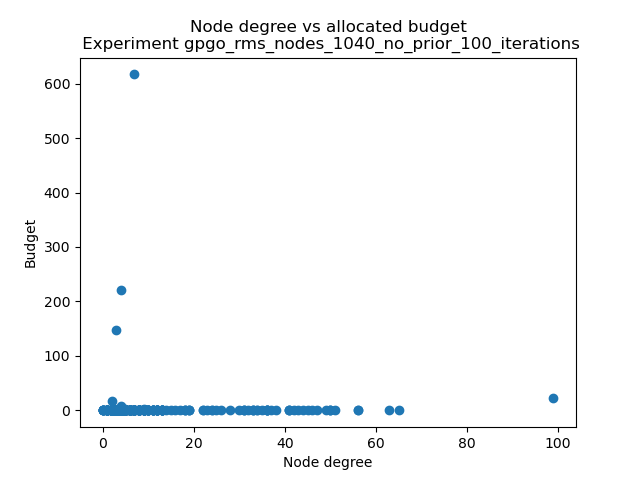 Node degree vs allocated budget
Experiment gpgo_rms_nodes_1040_no_prior_100_iterations
600
500
400
300
200
100
0
Budget
0 20 40 60 80 100
Node degree